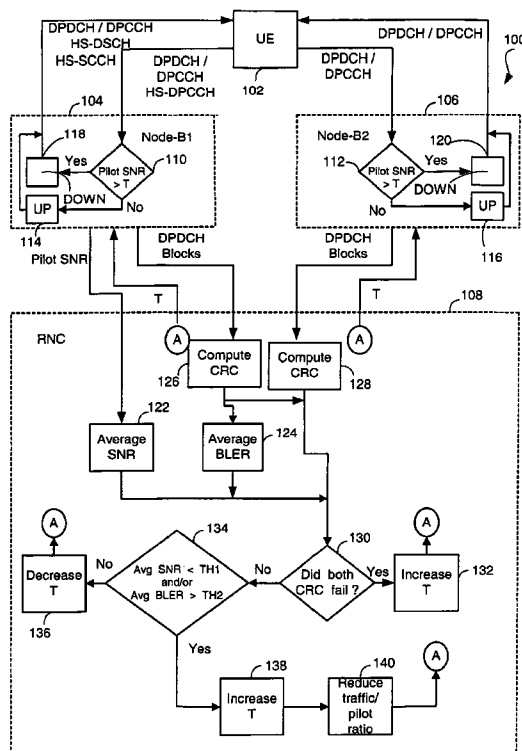 DPDCH / DPCCH
HS-DSCH
HS-SCCH
DPDCH /
DPCCH
HS-DPCCH
UE
102
DPDCH /
DPCCH
DPDCH / DPCCH
100
104
106
118
Node-B1
110
Yes
Pilot SNR
> T
DOWN
No
UP
114
Node-B2
112
Pilot SNR
> T
Yes
120
DOWN
No
UP
116
Pilot SNR
T
DPDCH
Blocks
DPDCH
Blocks
T
108
RNC
A
A
Compute
CRC
126
Compute
CRC
128
122
Average
SNR
Average
BLER
124
A
134
130
A
No
Avg SNR < TH1
and/or
Avg BLER > TH2
No
Did both
CRC fail ?
Yes
Decrease
T
136
Increase
T
132
Yes
138
140
A
Increase
T
Reduce
traffic/
pilot
ratio